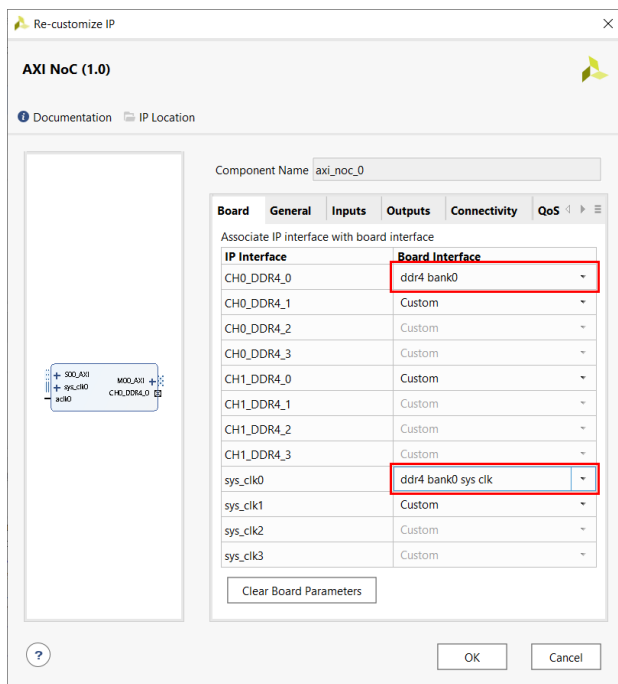 Re-customize IP
AXI NoC (1.0)
Documentation IP Location
Component Name axi_noc_0
Board General Inputs Outputs Connectivity QoS
Associate IP interface with board interface
IP Interface Board Interface
CH0_DDR4_0 ddr4 bank0
CH0_DDR4_1 Custom
CH0_DDR4_2 Custom
CH0_DDR4_3 Custom
CH1_DDR4_0 Custom
CH1_DDR4_1 Custom
CH1_DDR4_2 Custom
CH1_DDR4_3 Custom
sys_clk0 ddr4 bank0 sys clk
sys_clk1 Custom
sys_clk2 Custom
sys_clk3 Custom
Clear Board Parameters
S00_AXI
sys_clk0
aclk0
M00_AXI
CH0_DDR4_0
? OK Cancel